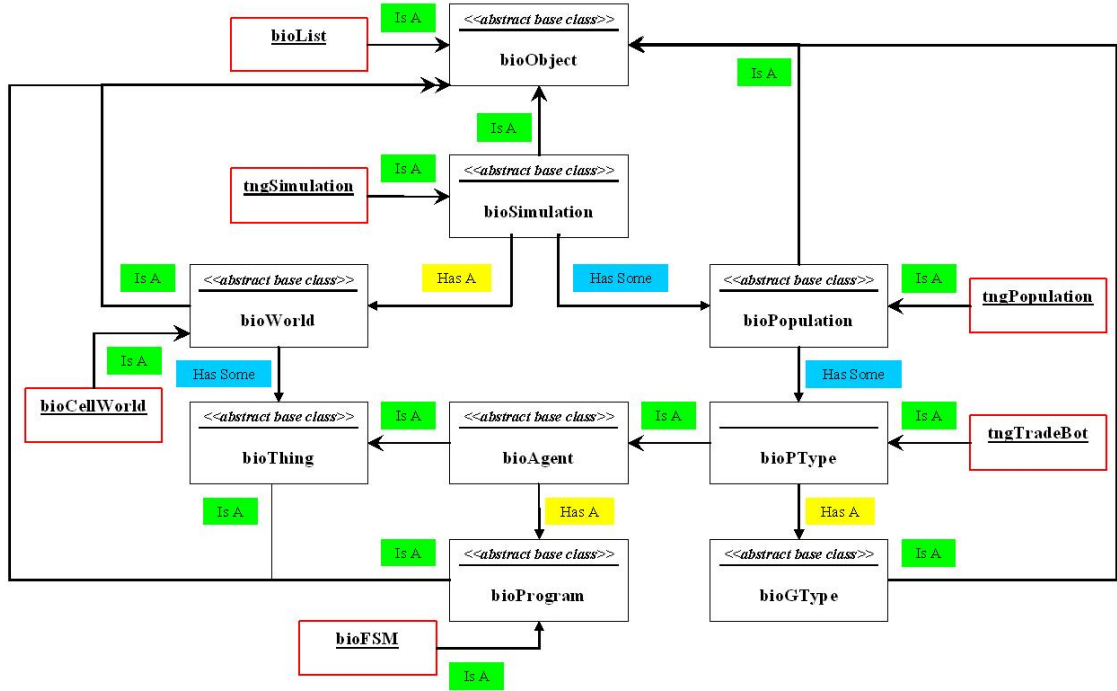 <<abstract base class>>
bioList
Is A
bioObject
Is A
Is A
<<abstract base class>>
Is A
tngSimulation
bioSimulation
<<abstract base class>>
Is A
Has A
Has Some
<<abstract base class>>
Is A
bioWorld
bioPopulation
tngPopulation
Is A
Has Some
Has Some
bioCellWorld
<<abstract base class>>
Is A
<<abstract base class>>
Is A
Is A
bioThing
bioAgent
bioPType
tngTradeBot
Is A
Has A
Has A
Is A
<<abstract base class>>
<<abstract base class>>
Is A
bioProgram
bioGType
bioFSM
Is A